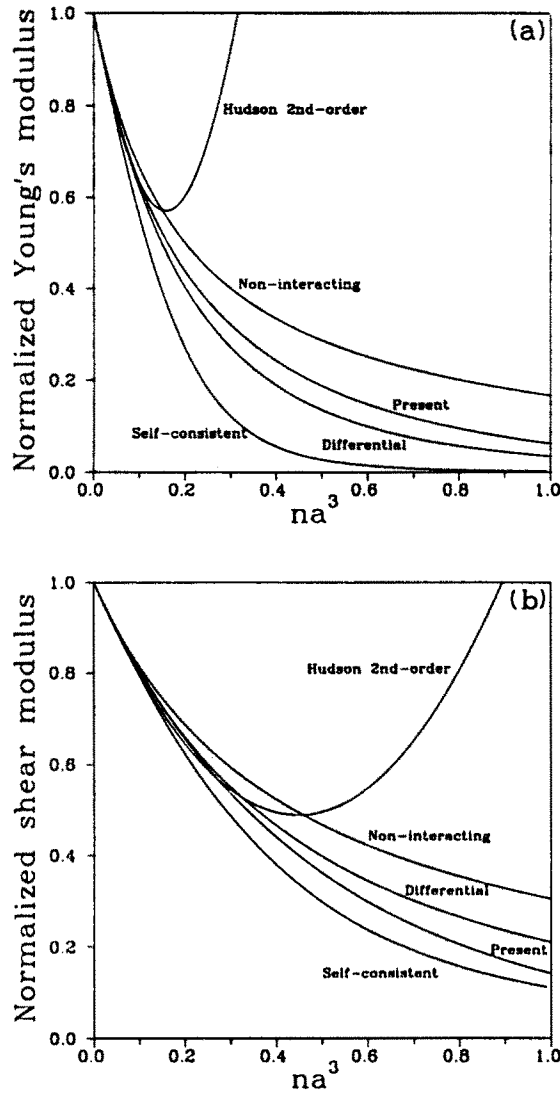 (a)
Normalized Young's modulus
1.0
0.8
0.6
0.4
0.2
0.0
Hudson 2nd-order
Non-interacting
Present
Self-consistent
Differential
0.0 0.2 0.4 0.6 0.8 1.0
na³
(b)
Normalized shear modulus
1.0
0.8
0.6
0.4
0.2
0.0
Hudson 2nd-order
Non-interacting
Differential
Present
Self-consistent
0.0 0.2 0.4 0.6 0.8 1.0
na³